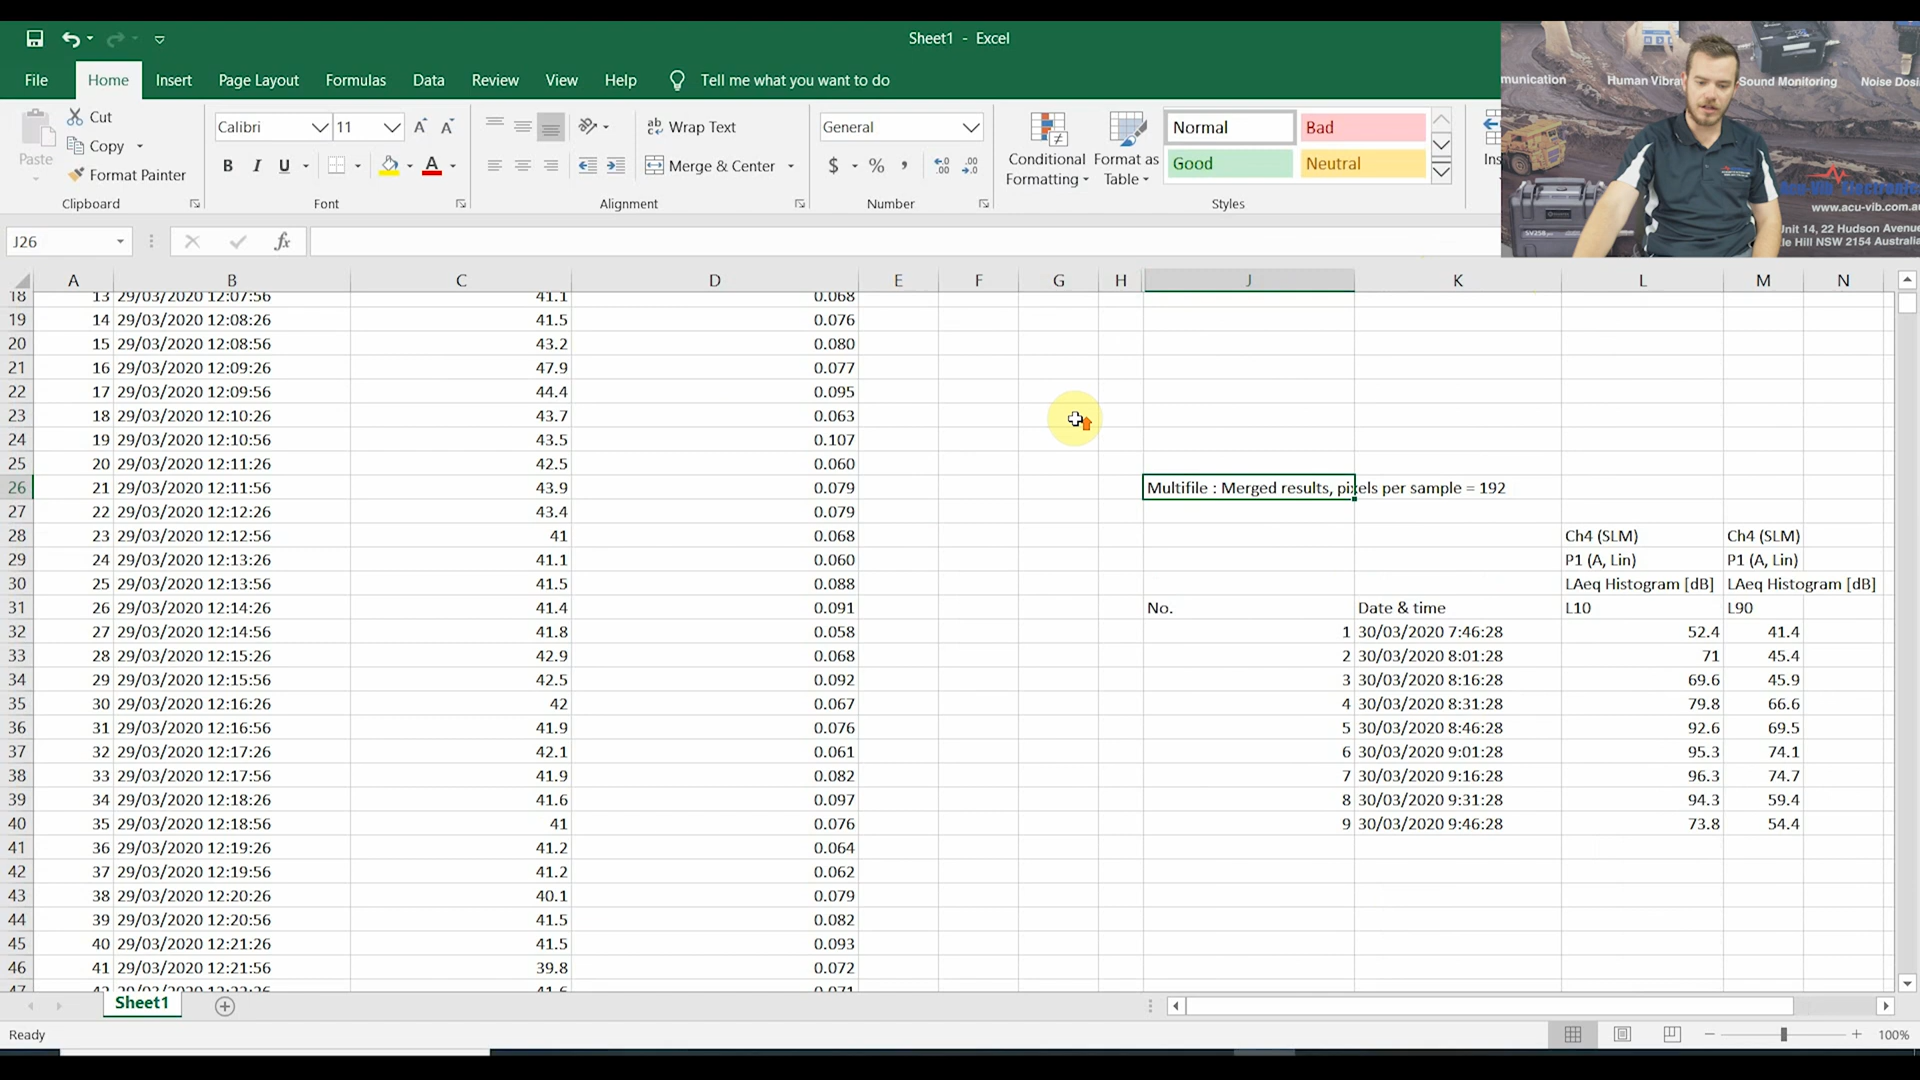 Sheet1 - Excel
File Home Insert Page Layout Formulas Data Review View Help Tell me what you want to do
Paste
Cut
Copy
Format Painter
Clipboard
Calibri 11
B I U A
Font
ab Wrap Text
Merge & Center
Alignment
General
$ % ,
Number
Conditional Formatting
Format as Table
Normal Bad
Good Neutral
Styles
Ins
munication
Sound Monitoring
www.acu-vib.com.au
Unit 14, 22 Hudson Avenue
le Hill NSW 2154 Australia
J26 fx
A B C D E F G H J K L M N
18 13 29/03/2020 12:07:56 41.1 0.068
19 14 29/03/2020 12:08:26 41.5 0.076
20 15 29/03/2020 12:08:56 43.2 0.080
21 16 29/03/2020 12:09:26 47.9 0.077
22 17 29/03/2020 12:09:56 44.4 0.095
23 18 29/03/2020 12:10:26 43.7 0.063
24 19 29/03/2020 12:10:56 43.5 0.107
25 20 29/03/2020 12:11:26 42.5 0.060
26 21 29/03/2020 12:11:56 43.9 0.079 Multifile : Merged results, pixels per sample = 192
27 22 29/03/2020 12:12:26 43.4 0.079
28 23 29/03/2020 12:12:56 41 0.068 Ch4 (SLM) Ch4 (SLM)
29 24 29/03/2020 12:13:26 41.1 0.060 P1 (A, Lin) P1 (A, Lin)
30 25 29/03/2020 12:13:56 41.5 0.088 LAeq Histogram [dB] LAeq Histogram [dB]
31 26 29/03/2020 12:14:26 41.4 0.091 No. Date & time L10 L90
32 27 29/03/2020 12:14:56 41.8 0.058 1 30/03/2020 7:46:28 52.4 41.4
33 28 29/03/2020 12:15:26 42.9 0.068 2 30/03/2020 8:01:28 71 45.4
34 29 29/03/2020 12:15:56 42.5 0.092 3 30/03/2020 8:16:28 69.6 45.9
35 30 29/03/2020 12:16:26 42 0.067 4 30/03/2020 8:31:28 79.8 66.6
36 31 29/03/2020 12:16:56 41.9 0.076 5 30/03/2020 8:46:28 92.6 69.5
37 32 29/03/2020 12:17:26 42.1 0.061 6 30/03/2020 9:01:28 95.3 74.1
38 33 29/03/2020 12:17:56 41.9 0.082 7 30/03/2020 9:16:28 96.3 74.7
39 34 29/03/2020 12:18:26 41.6 0.097 8 30/03/2020 9:31:28 94.3 59.4
40 35 29/03/2020 12:18:56 41 0.076 9 30/03/2020 9:46:28 73.8 54.4
41 36 29/03/2020 12:19:26 41.2 0.064
42 37 29/03/2020 12:19:56 41.2 0.062
43 38 29/03/2020 12:20:26 40.1 0.079
44 39 29/03/2020 12:20:56 41.5 0.082
45 40 29/03/2020 12:21:26 41.5 0.093
46 41 29/03/2020 12:21:56 39.8 0.072
Sheet1
Ready
100%